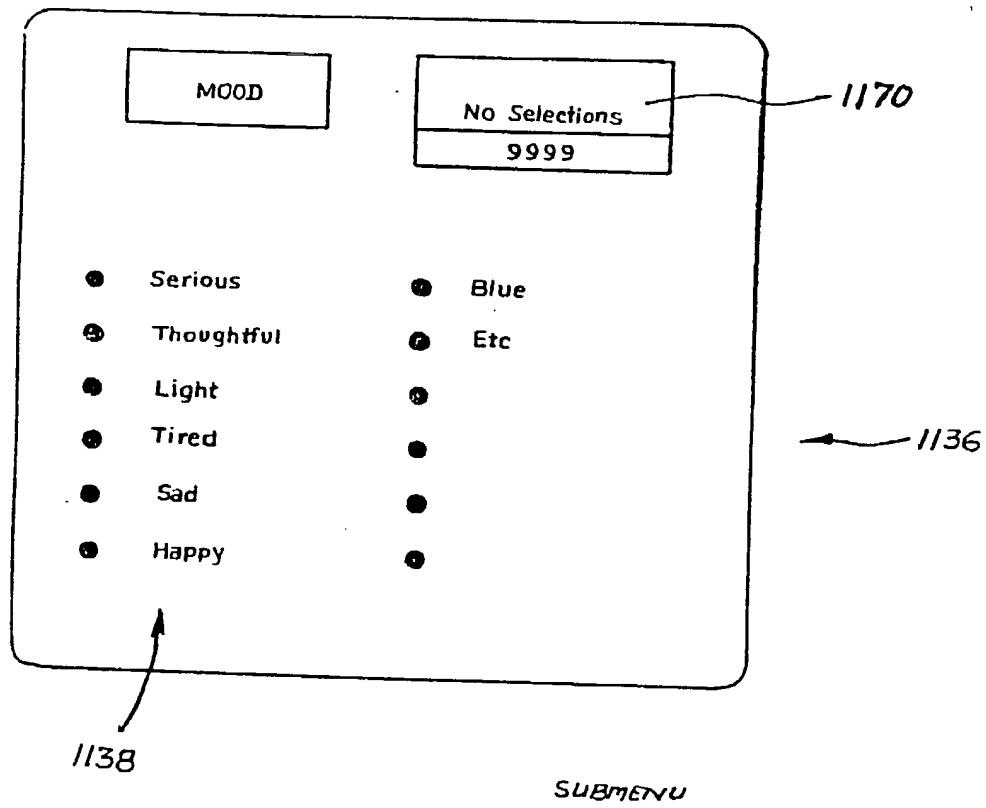 MOOD
No Selections
9999
1170
Serious
Thoughtful
Light
Tired
Sad
Happy
Blue
Etc
1136
1138
SUBMENU